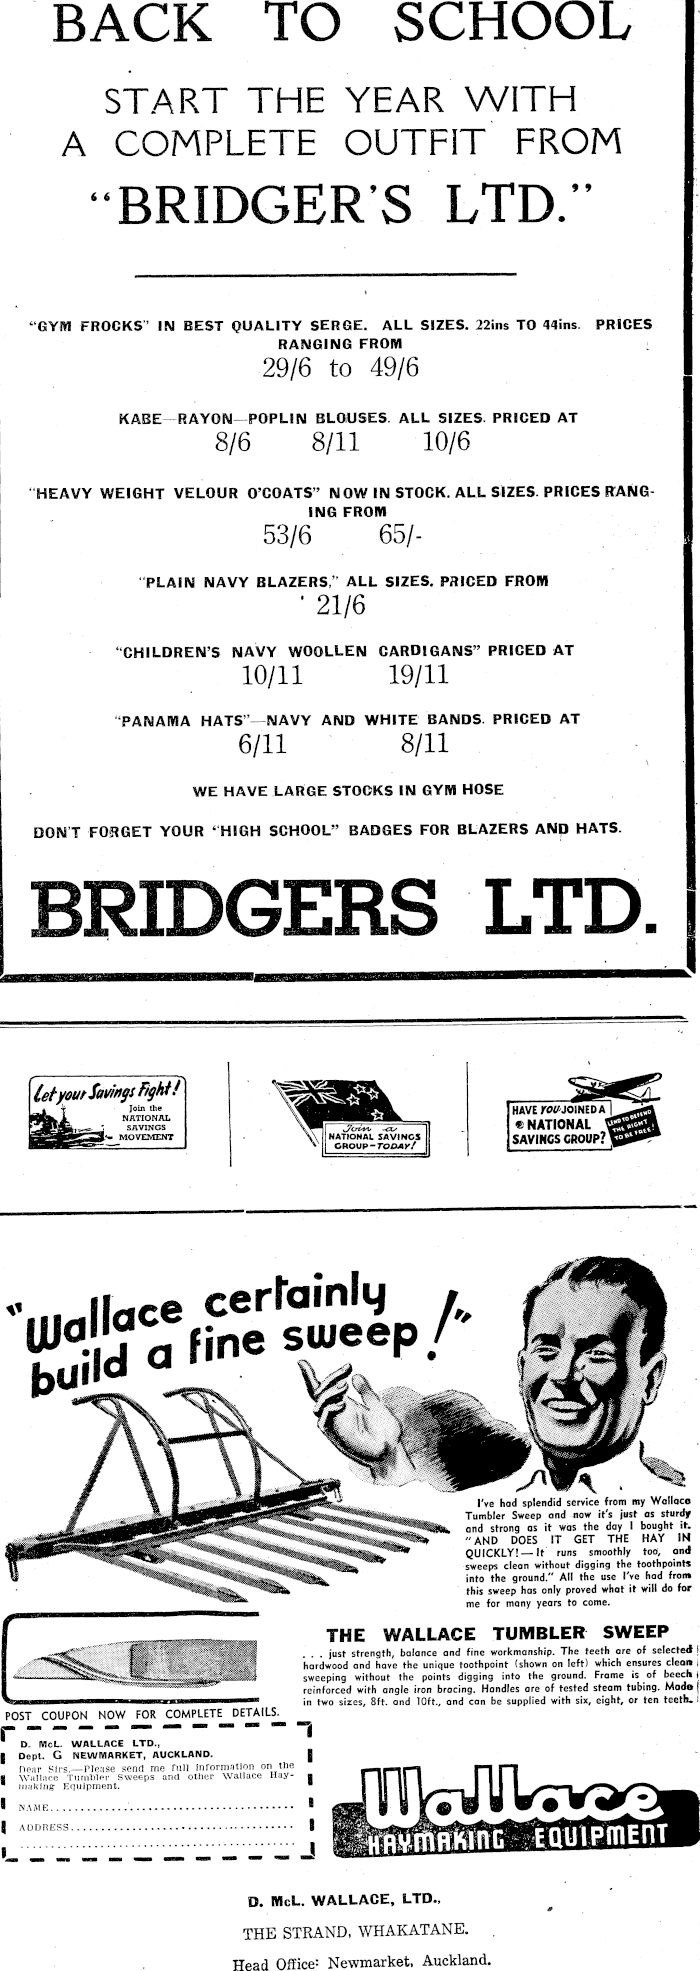 BACK TO SCHOOL
START THE YEAR WITH
A COMPLETE OUTFIT FROM
"BRIDGER'S LTD."
"GYM FROCKS" IN BEST QUALITY SERGE. ALL SIZES. 22ins TO 44ins. PRICES
RANGING FROM
29/6 to 49/6
KABE—RAYON—POPLIN BLOUSES. ALL SIZES. PRICED AT
8/6 8/11 10/6
"HEAVY WEIGHT VELOUR O'COATS" NOW IN STOCK. ALL SIZES. PRICES RANG-
ING FROM
53/6 65/-
"PLAIN NAVY BLAZERS," ALL SIZES. PRICED FROM
21/6
"CHILDREN'S NAVY WOOLLEN CARDIGANS" PRICED AT
10/11 19/11
"PANAMA HATS"—NAVY AND WHITE BANDS. PRICED AT
6/11 8/11
WE HAVE LARGE STOCKS IN GYM HOSE
DON'T FORGET YOUR "HIGH SCHOOL" BADGES FOR BLAZERS AND HATS.
BRIDGERS LTD.
Let your Savings Fight!
Join the
NATIONAL
SAVINGS
MOVEMENT
Join a
NATIONAL SAVINGS
GROUP—TODAY!
HAVE YOU JOINED A
NATIONAL
SAVINGS GROUP?
LEND TO DEFEND
THE RIGHT
TO BE FREE!
"Wallace certainly
build a fine sweep!"
I've had splendid service from my Wallace
Tumbler Sweep and now it's just as sturdy
and strong as it was the day I bought it.
"AND DOES IT GET THE HAY IN
QUICKLY!—It runs smoothly too, and
sweeps clean without digging the toothpoints
into the ground." All the use I've had from
this sweep has only proved what it will do for
me for many years to come.
THE WALLACE TUMBLER SWEEP
. . . just strength, balance and fine workmanship. The teeth are of selected
hardwood and have the unique toothpoint (shown on left) which ensures clean
sweeping without the points digging into the ground. Frame is of beech
reinforced with angle iron bracing. Handles are of tested steam tubing. Made
in two sizes, 8ft. and 10ft., and can be supplied with six, eight, or ten teeth.
POST COUPON NOW FOR COMPLETE DETAILS.
D. McL. WALLACE LTD.,
Dept. G NEWMARKET, AUCKLAND.
Dear Sirs.—Please send me full information on the
Wallace Tumbler Sweeps and other Wallace Hay-
making Equipment.
NAME
ADDRESS
Wallace
HAYMAKING EQUIPMENT
D. McL. WALLACE, LTD.,
THE STRAND, WHAKATANE.
Head Office: Newmarket, Auckland.